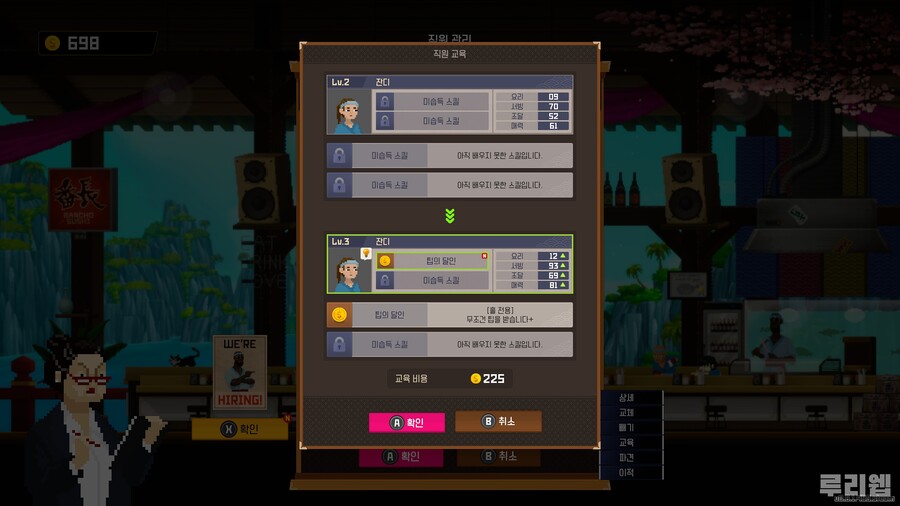 698
직원 관리
직원 교육
Lv.2 잔디
미습득 스킬
미습득 스킬
요리 09
서빙 70
조달 52
매력 61
미습득 스킬 아직 배우지 못한 스킬입니다.
미습득 스킬 아직 배우지 못한 스킬입니다.
Lv.3 잔디
팁의 달인
미습득 스킬
요리 12
서빙 93
조달 69
매력 81
팁의 달인 [홀 전용]
무조건 팁을 받습니다+
미습득 스킬 아직 배우지 못한 스킬입니다.
교육 비용 225
A 확인 B 취소
A 확인 B 취소
WE'RE
HIRING!
X 확인
상세
교체
빼기
교육
파견
이적
番長
BANCHO
SUSHI
루리웹